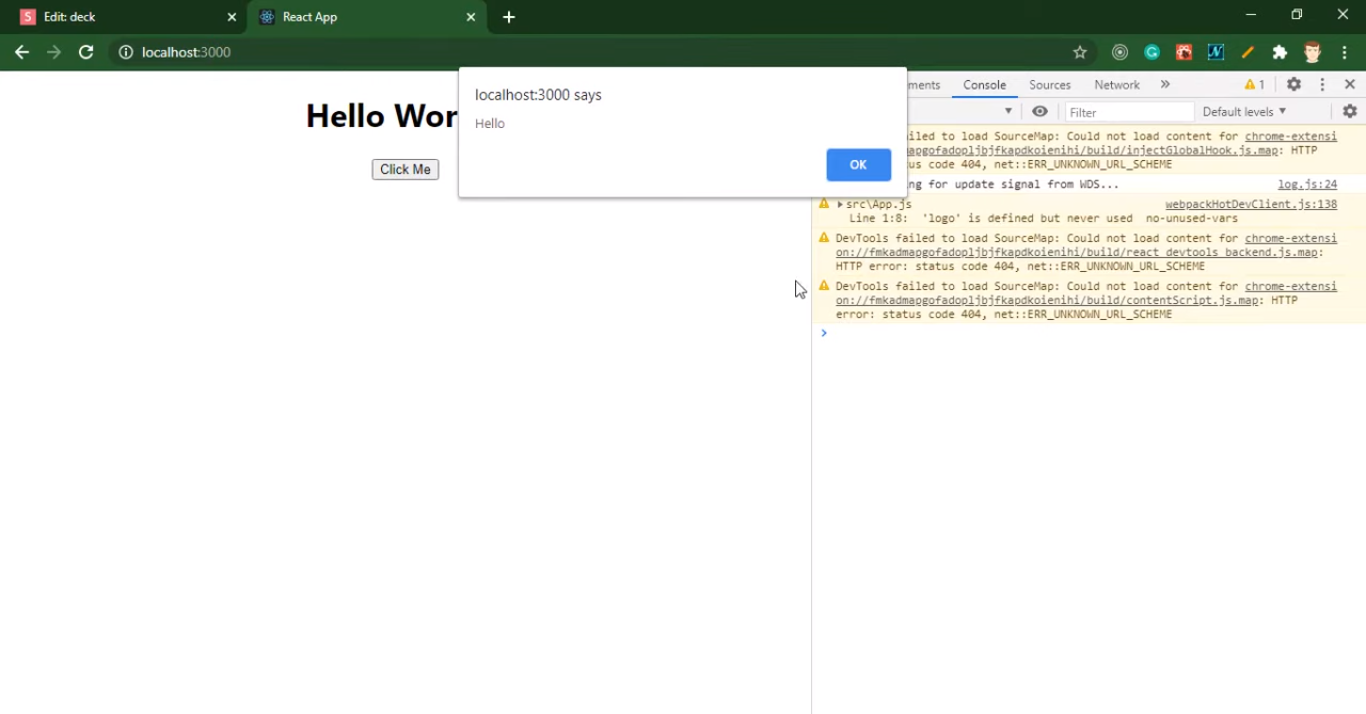 S Edit: deck
React App
localhost:3000
Hello Wor
Click Me
localhost:3000 says
Hello
OK
ments Console Sources Network » 1
Filter Default levels
iled to load SourceMap: Could not load content for chrome-extensi
mapgofadopljbjfkapdkoienihi/build/injectGlobalHook.js.map: HTTP
us code 404, net::ERR_UNKNOWN_URL_SCHEME
ng for update signal from WDS... log.js:24
src\App.js webpackHotDevClient.js:138
Line 1:8: 'logo' is defined but never used no-unused-vars
DevTools failed to load SourceMap: Could not load content for chrome-extensi
on://fmkadmapgofadopljbjfkapdkoienihi/build/react_devtools_backend.js.map:
HTTP error: status code 404, net::ERR_UNKNOWN_URL_SCHEME
DevTools failed to load SourceMap: Could not load content for chrome-extensi
on://fmkadmapgofadopljbjfkapdkoienihi/build/contentScript.js.map: HTTP
error: status code 404, net::ERR_UNKNOWN_URL_SCHEME